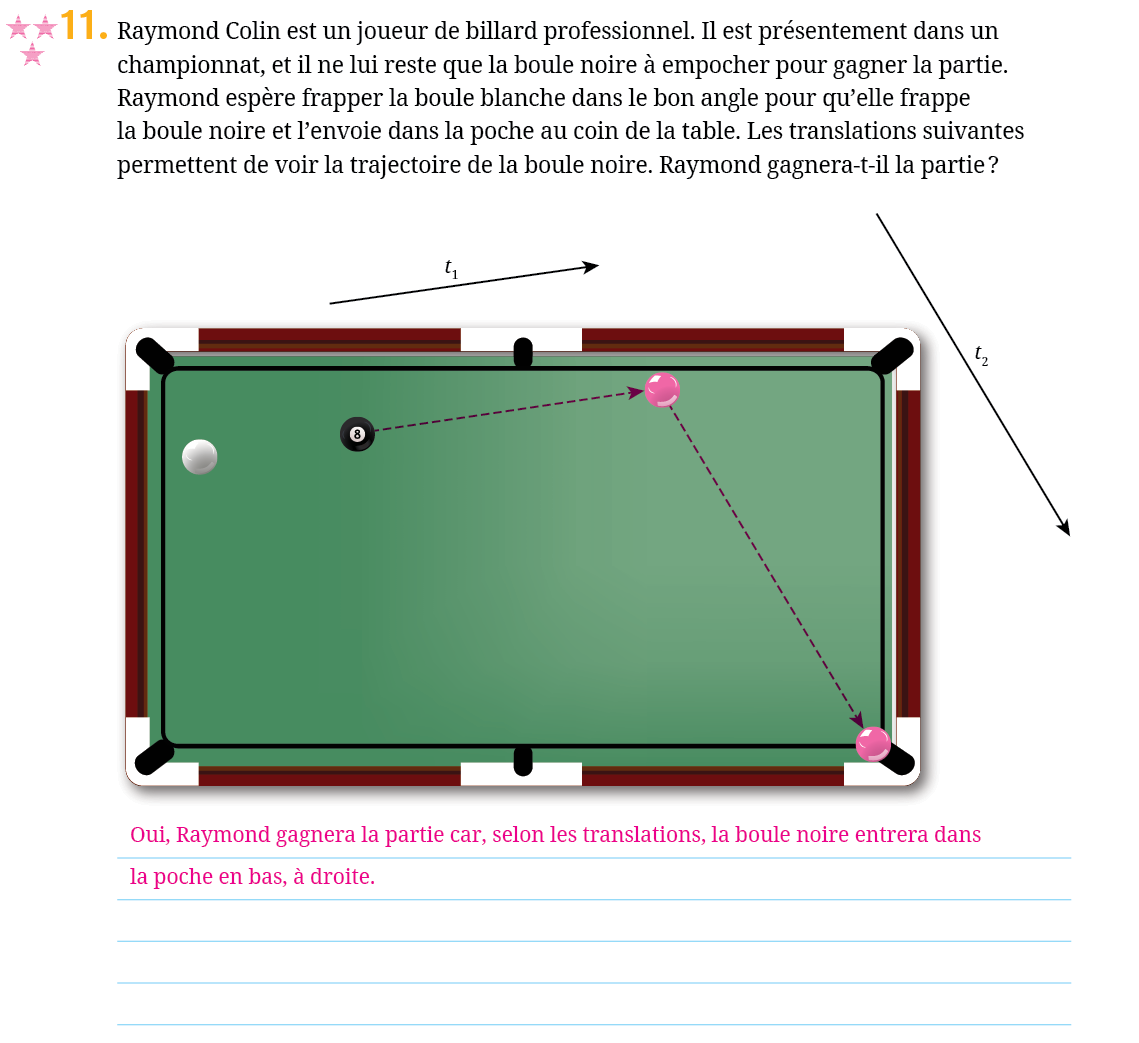 11. Raymond Colin est un joueur de billard professionnel. Il est présentement dans un
championnat, et il ne lui reste que la boule noire à empocher pour gagner la partie.
Raymond espère frapper la boule blanche dans le bon angle pour qu’elle frappe
la boule noire et l’envoie dans la poche au coin de la table. Les translations suivantes
permettent de voir la trajectoire de la boule noire. Raymond gagnera-t-il la partie ?
t1
t2
8
Oui, Raymond gagnera la partie car, selon les translations, la boule noire entrera dans
la poche en bas, à droite.